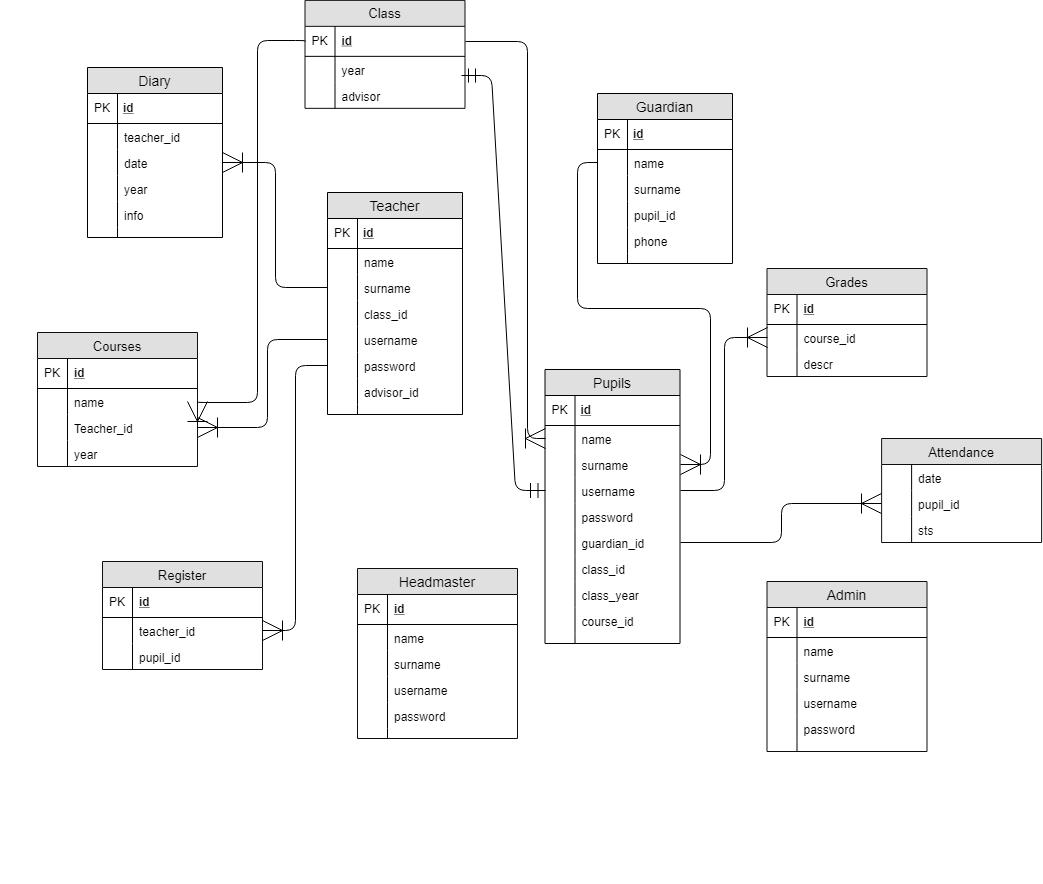 Class
PK id
year
advisor
Diary
PK id
teacher_id
date
year
info
Guardian
PK id
name
surname
pupil_id
phone
Teacher
PK id
name
surname
class_id
username
password
advisor_id
Grades
PK id
course_id
descr
Courses
PK id
name
Teacher_id
year
Pupils
PK id
name
surname
username
password
guardian_id
class_id
class_year
course_id
Attendance
date
pupil_id
sts
Register
PK id
teacher_id
pupil_id
Headmaster
PK id
name
surname
username
password
Admin
PK id
name
surname
username
password